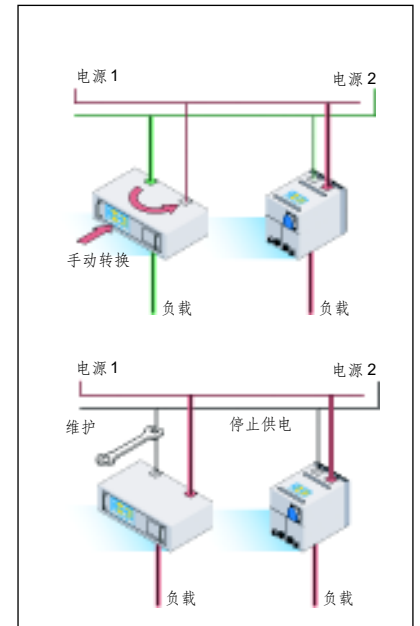 电源 1
电源 2
手动转换
负载
负载
电源 1
电源 2
维护
停止供电
负载
负载